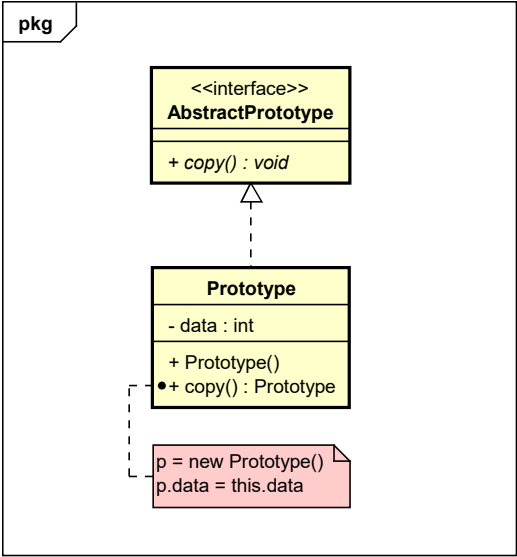 pkg
<<interface>>
AbstractPrototype
+ copy() : void
Prototype
- data : int
+ Prototype()
+ copy() : Prototype
p = new Prototype()
p.data = this.data